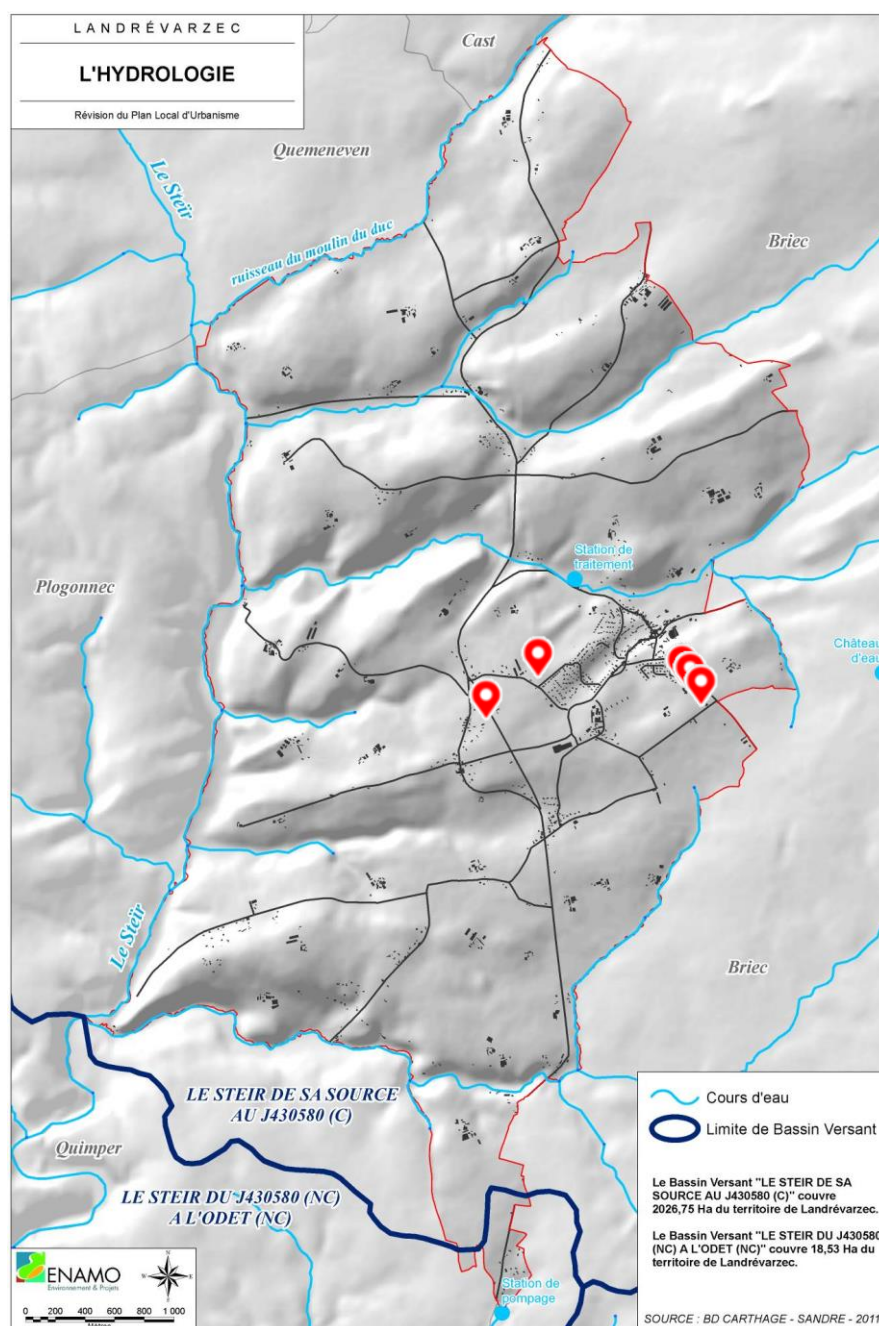 LANDRÉVARZEC
L'HYDROLOGIE
Révision du Plan Local d'Urbanisme
Cast
Quemeneven
Le Steïr
ruisseau du moulin du duc
Briec
Plogonnec
Station de
traitement
Château
d'eau
Le Steïr
Briec
LE STEIR DE SA SOURCE
AU J430580 (C)
Quimper
LE STEIR DU J430580 (NC)
A L'ODET (NC)
Station de
pompage
Cours d'eau
Limite de Bassin Versant
Le Bassin Versant "LE STEIR DE SA
SOURCE AU J430580 (C)" couvre
2026,75 Ha du territoire de Landrévarzec.
Le Bassin Versant "LE STEIR DU J430580
(NC) A L'ODET (NC)" couvre 18,53 Ha du
territoire de Landrévarzec.
SOURCE : BD CARTHAGE - SANDRE - 2011
ENAMO
Environnement & Projets
0 200 400 600 800 1 000
Mètres